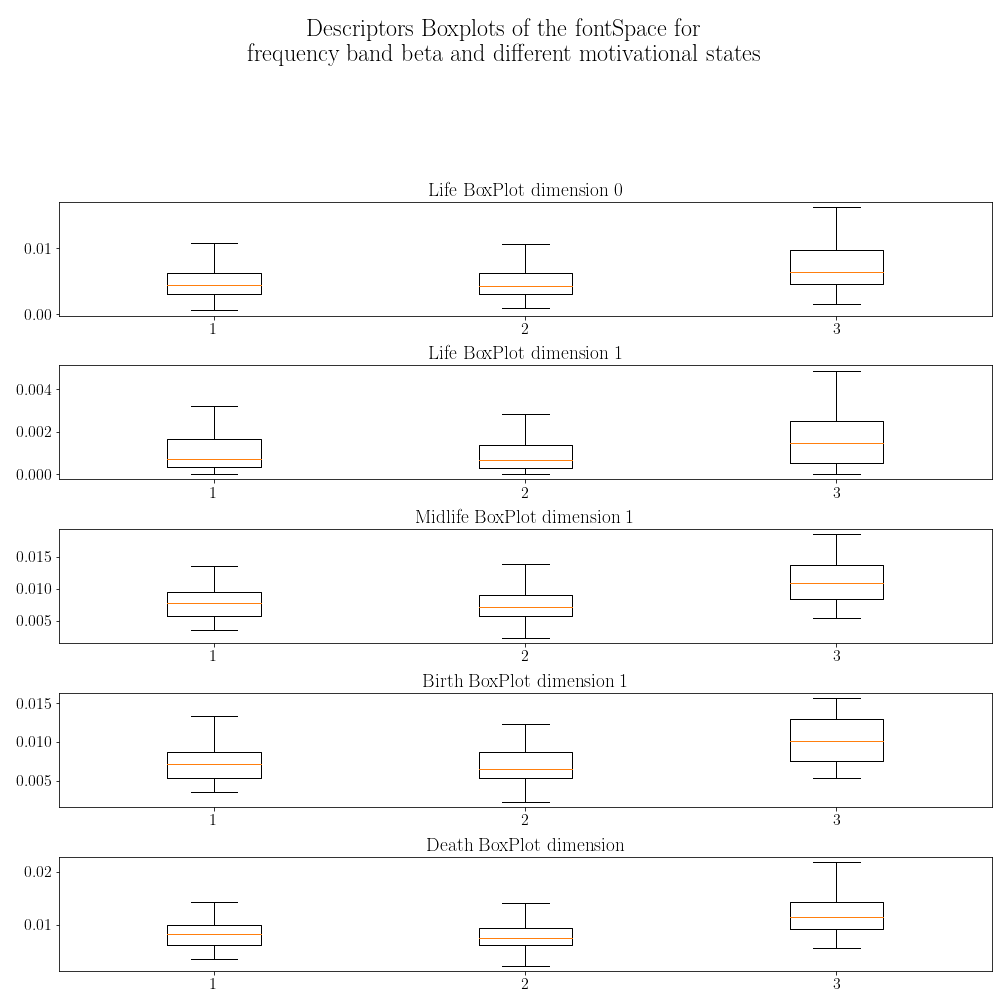 Descriptors Boxplots of the fontSpace for
frequency band beta and different motivational states
Life BoxPlot dimension 0
0.01
0.00
1 2 3
Life BoxPlot dimension 1
0.004
0.002
0.000
1 2 3
Midlife BoxPlot dimension 1
0.015
0.010
0.005
1 2 3
Birth BoxPlot dimension 1
0.015
0.010
0.005
1 2 3
Death BoxPlot dimension
0.02
0.01
1 2 3